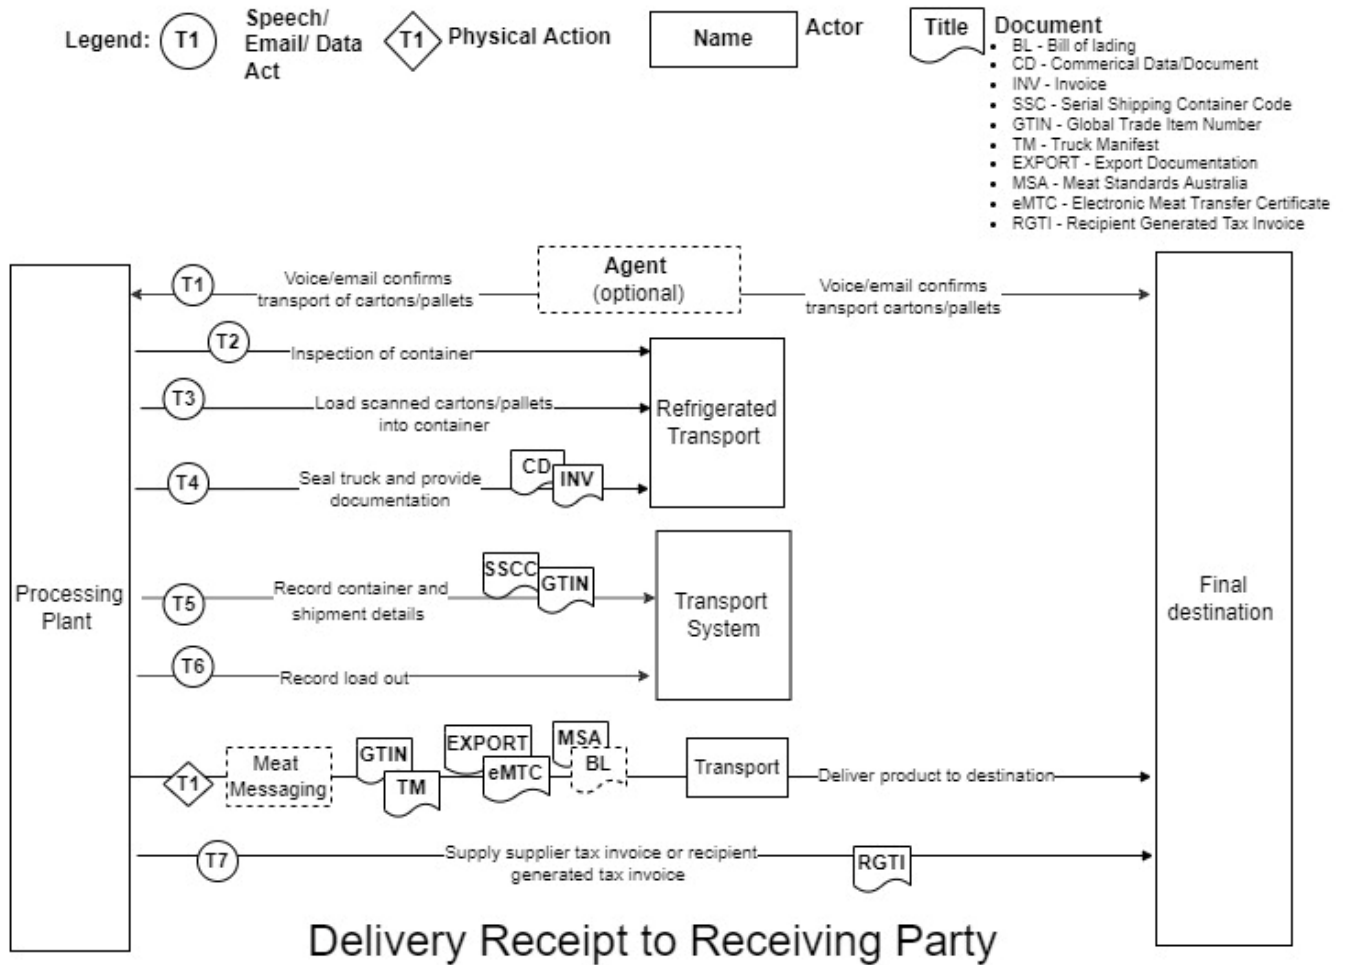 Legend:
T1
Speech/
Email/ Data
Act
T1
Physical Action
Name
Actor
Title
Document
• BL - Bill of lading
• CD - Commerical Data/Document
• INV - Invoice
• SSC - Serial Shipping Container Code
• GTIN - Global Trade Item Number
• TM - Truck Manifest
• EXPORT - Export Documentation
• MSA - Meat Standards Australia
• eMTC - Electronic Meat Transfer Certificate
• RGTI - Recipient Generated Tax Invoice
Processing
Plant
T1
Voice/email confirms
transport of cartons/pallets
Agent
(optional)
Voice/email confirms
transport cartons/pallets
T2
Inspection of container
T3
Load scanned cartons/pallets
into container
Refrigerated
Transport
T4
Seal truck and provide
documentation
CD
INV
T5
Record container and
shipment details
SSCC
GTIN
Transport
System
T6
Record load out
Final
destination
T1
Meat
Messaging
GTIN
TM
EXPORT
eMTC
MSA
BL
Transport
Deliver product to destination
T7
Supply supplier tax invoice or recipient
generated tax invoice
RGTI
Delivery Receipt to Receiving Party